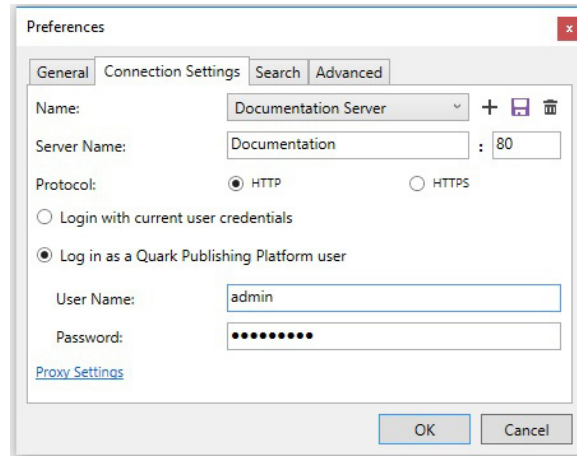 Preferences
x
General Connection Settings Search Advanced
Name: Documentation Server
Server Name: Documentation : 80
Protocol: HTTP HTTPS
Login with current user credentials
Log in as a Quark Publishing Platform user
User Name: admin
Password: •••••••••
Proxy Settings
OK Cancel